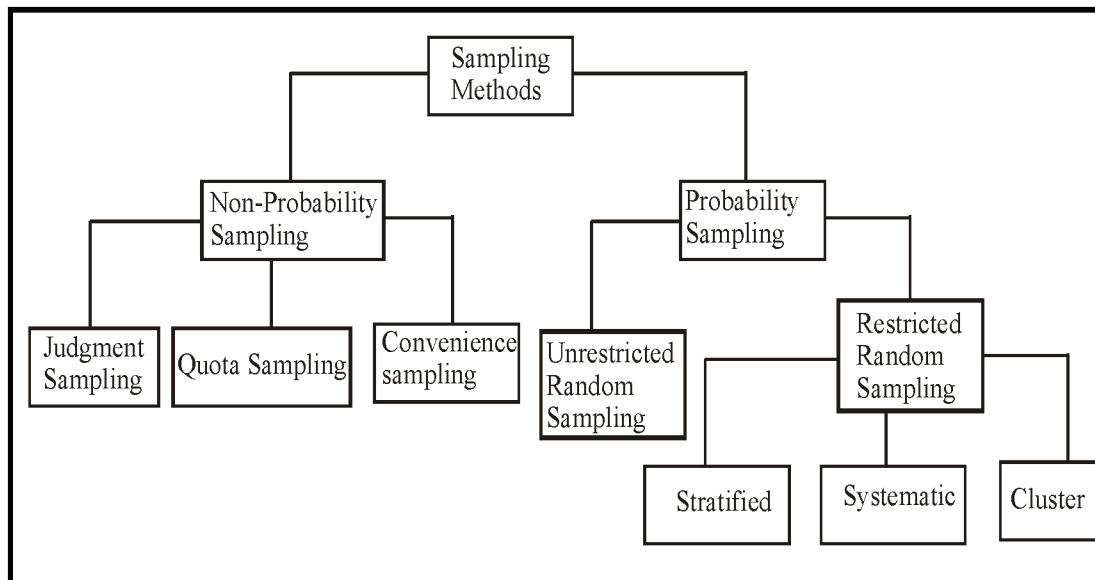 Sampling
Methods
Non-Probability
Sampling
Probability
Sampling
Judgment
Sampling
Quota Sampling
Convenience
sampling
Unrestricted
Random
Sampling
Restricted
Random
Sampling
Stratified
Systematic
Cluster